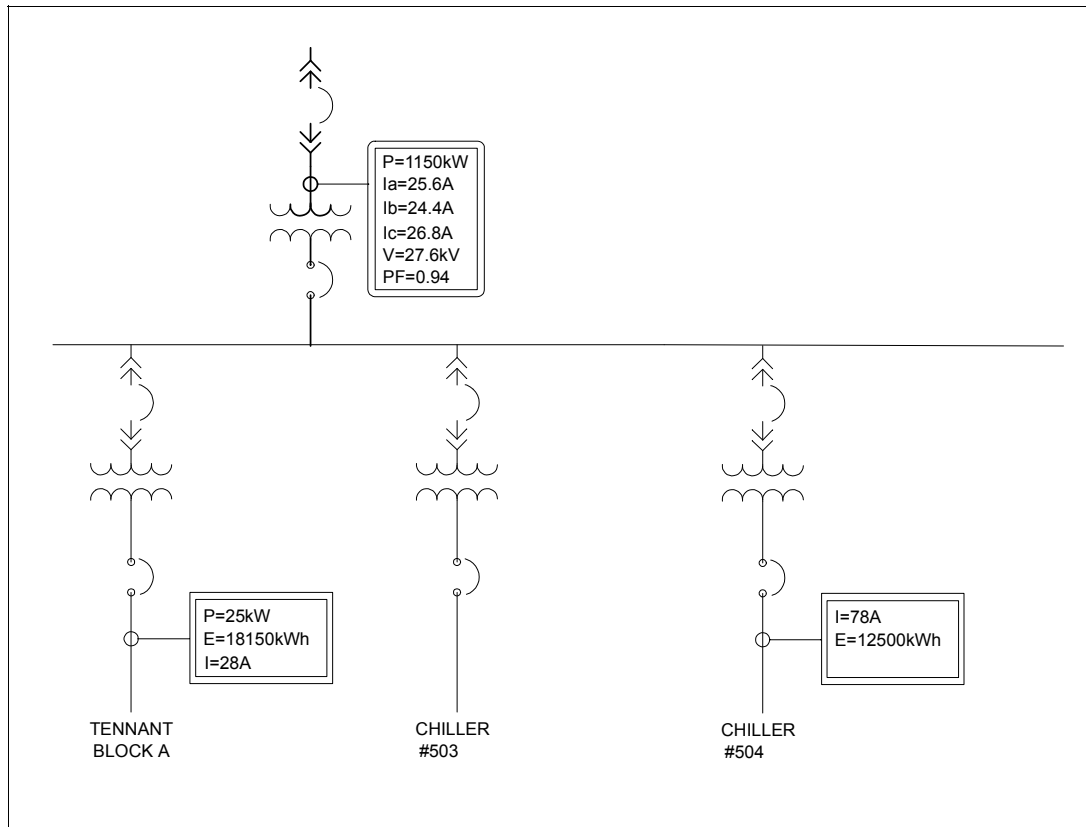 P=1150kW
Ia=25.6A
Ib=24.4A
Ic=26.8A
V=27.6kV
PF=0.94
P=25kW
E=18150kWh
I=28A
I=78A
E=12500kWh
TENNANT
BLOCK A
CHILLER
#503
CHILLER
#504